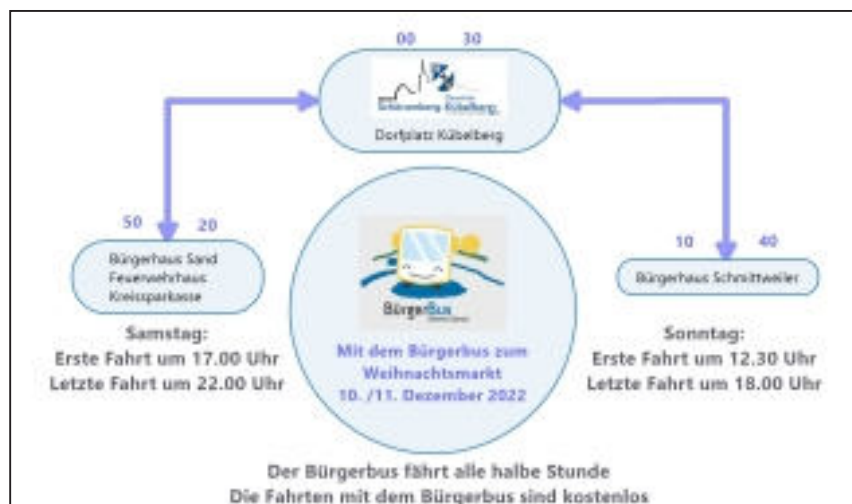 00 30
Schönenberg-Kübelberg
Dorfplatz Kübelberg
50 20
10 40
Bürgerhaus Sand
Feuerwehrhaus
Kreissparkasse
Bürgerhaus Schmittweiler
BürgerBus
Samstag:
Erste Fahrt um 17.00 Uhr
Letzte Fahrt um 22.00 Uhr
Mit dem Bürgerbus zum
Weihnachtsmarkt
10. /11. Dezember 2022
Sonntag:
Erste Fahrt um 12.30 Uhr
Letzte Fahrt um 18.00 Uhr
Der Bürgerbus fährt alle halbe Stunde
Die Fahrten mit dem Bürgerbus sind kostenlos